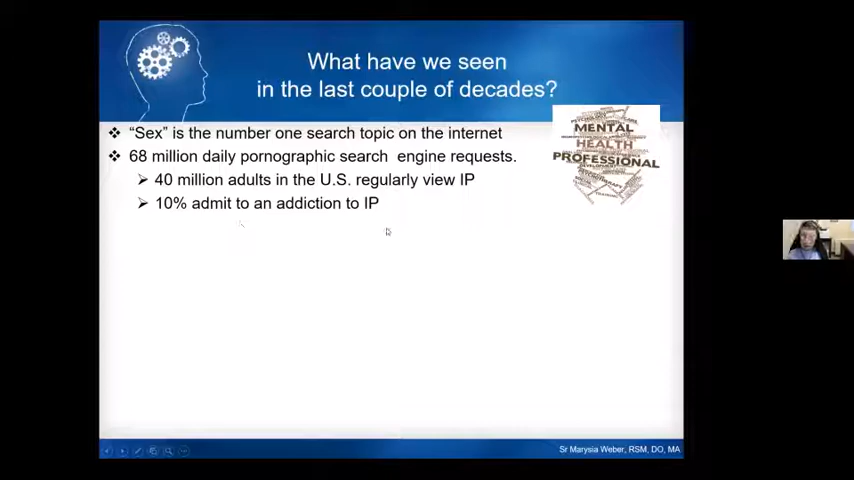 What have we seen
in the last couple of decades?
❖ “Sex” is the number one search topic on the internet
❖ 68 million daily pornographic search engine requests.
➢ 40 million adults in the U.S. regularly view IP
➢ 10% admit to an addiction to IP
MENTAL
HEALTH
PROFESSIONAL
Sr Marysia Weber, RSM, DO, MA